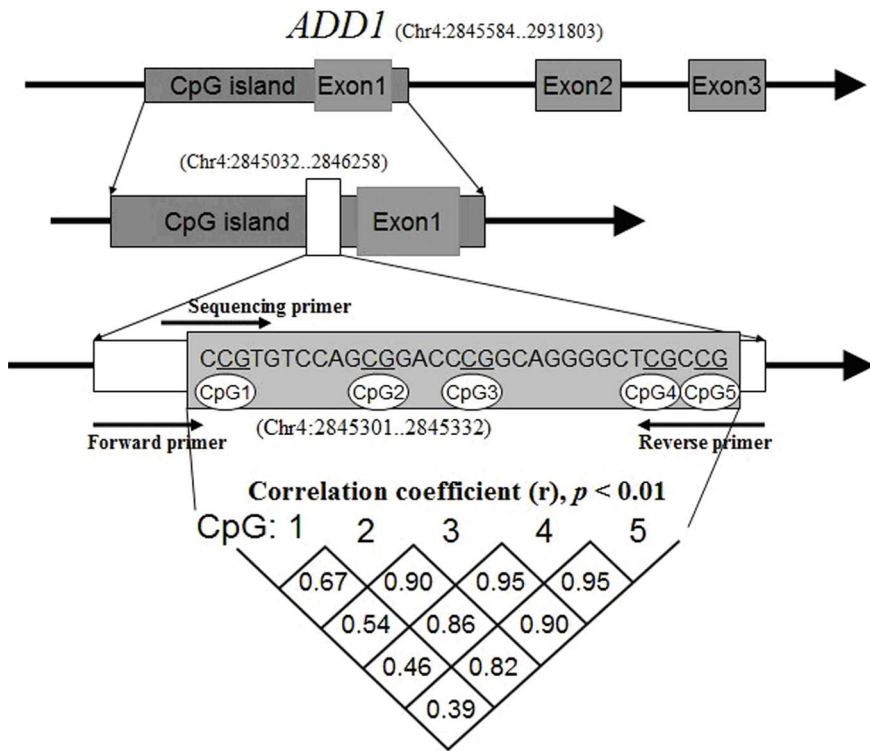 ADD1 (Chr4:2845584..2931803)
CpG island Exon1 Exon2 Exon3
(Chr4:2845032..2846258)
CpG island Exon1
Sequencing primer
CCGTGTCCAGCGGACCCGGCAGGGGCTCGCCG
CpG1 CpG2 CpG3 CpG4 CpG5
Forward primer (Chr4:2845301..2845332) Reverse primer
Correlation coefficient (r), p < 0.01
CpG: 1 2 3 4 5
0.67 0.90 0.95 0.95
0.54 0.86 0.90
0.46 0.82
0.39